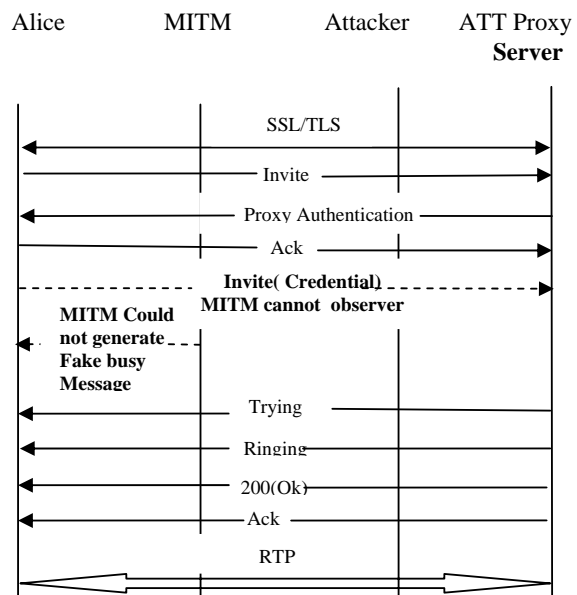 Alice MITM Attacker ATT Proxy
Server
SSL/TLS
Invite
Proxy Authentication
Ack
Invite( Credential)
MITM cannot observer
MITM Could
not generate
Fake busy
Message
Trying
Ringing
200(Ok)
Ack
RTP